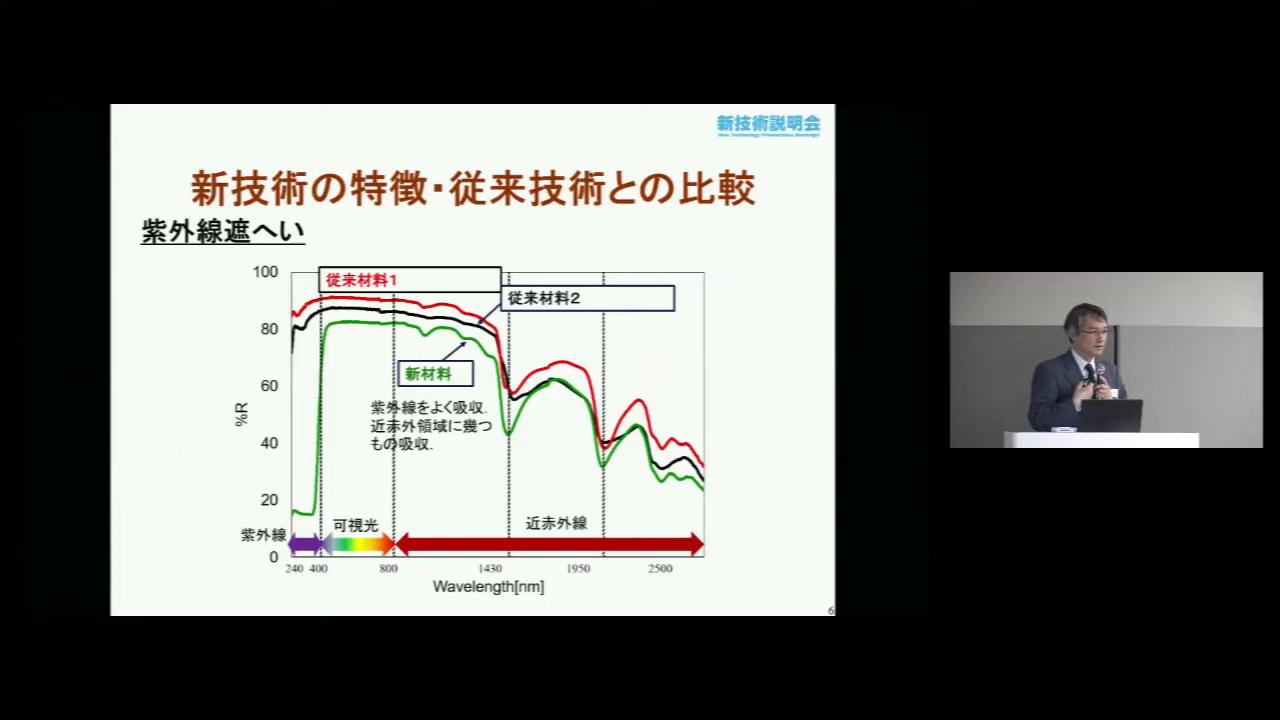 新技術説明会
New Technology Presentation Meetings!
新技術の特徴・従来技術との比較
紫外線遮へい
100
従来材料1
従来材料2
80
新材料
60
紫外線をよく吸収.
近赤外領域に幾つ
もの吸収.
%R
40
20
紫外線
可視光
近赤外線
0
240 400 800 1430 1950 2500
Wavelength[nm]
6